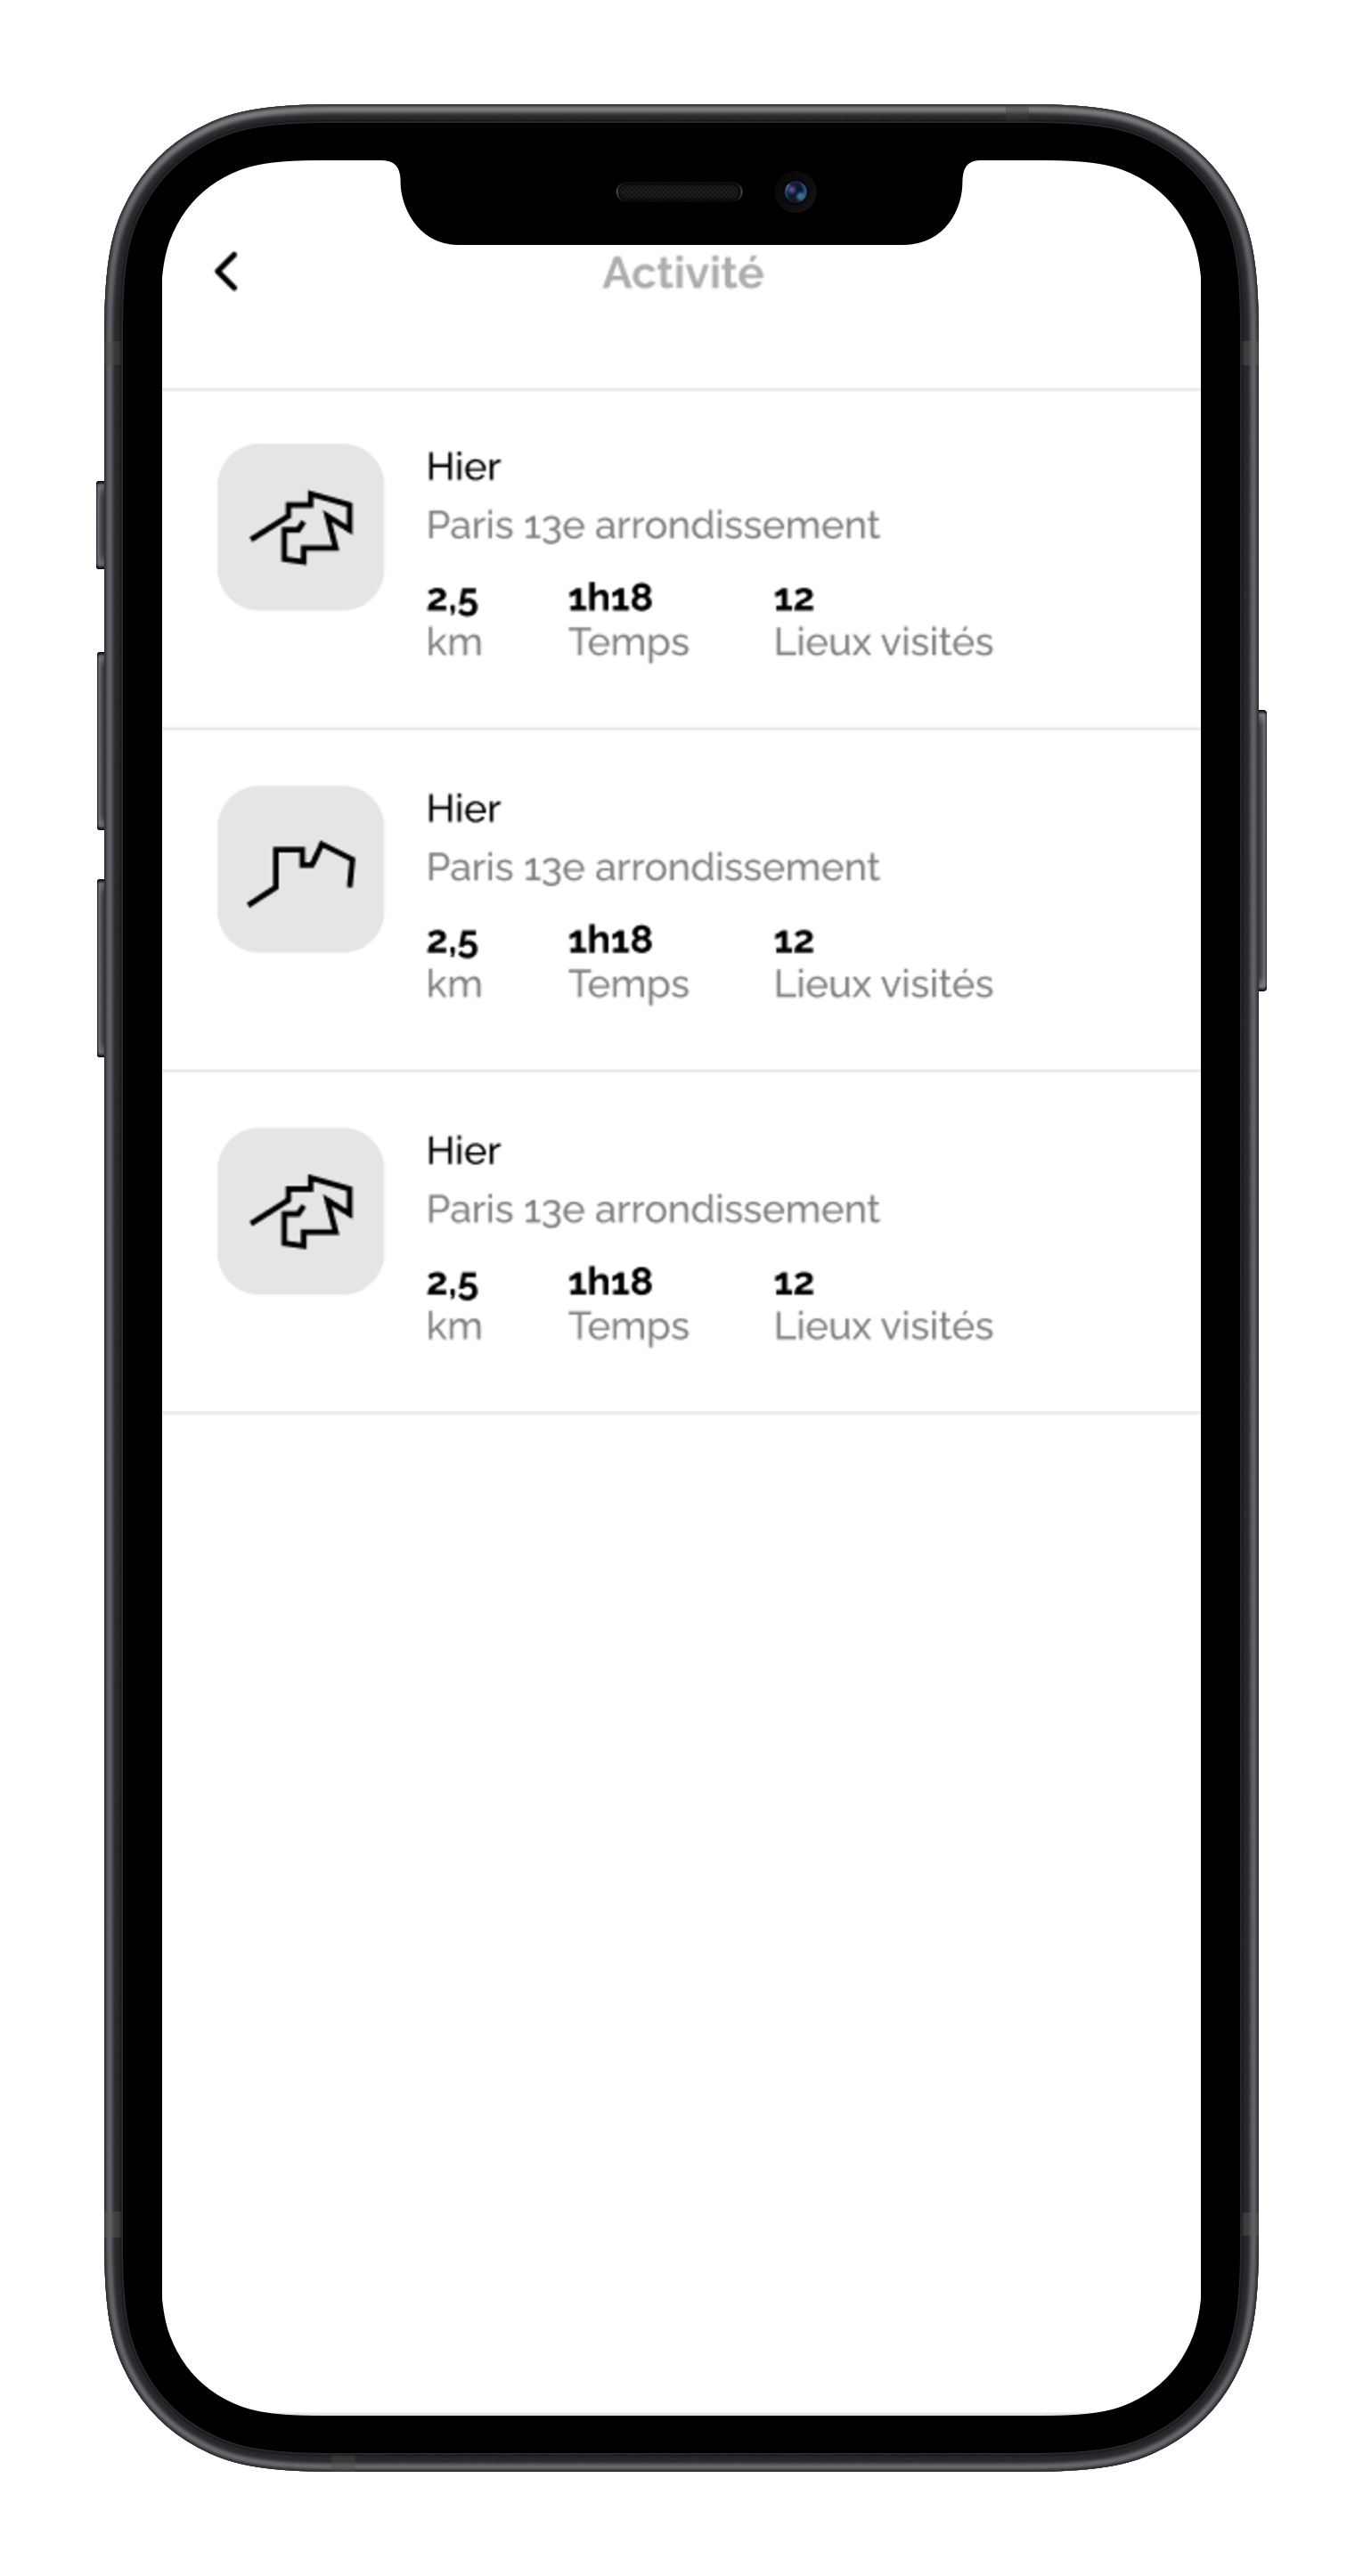 Activité
Hier
Paris 13e arrondissement
2,5 1h18 12
km Temps Lieux visités
Hier
Paris 13e arrondissement
2,5 1h18 12
km Temps Lieux visités
Hier
Paris 13e arrondissement
2,5 1h18 12
km Temps Lieux visités